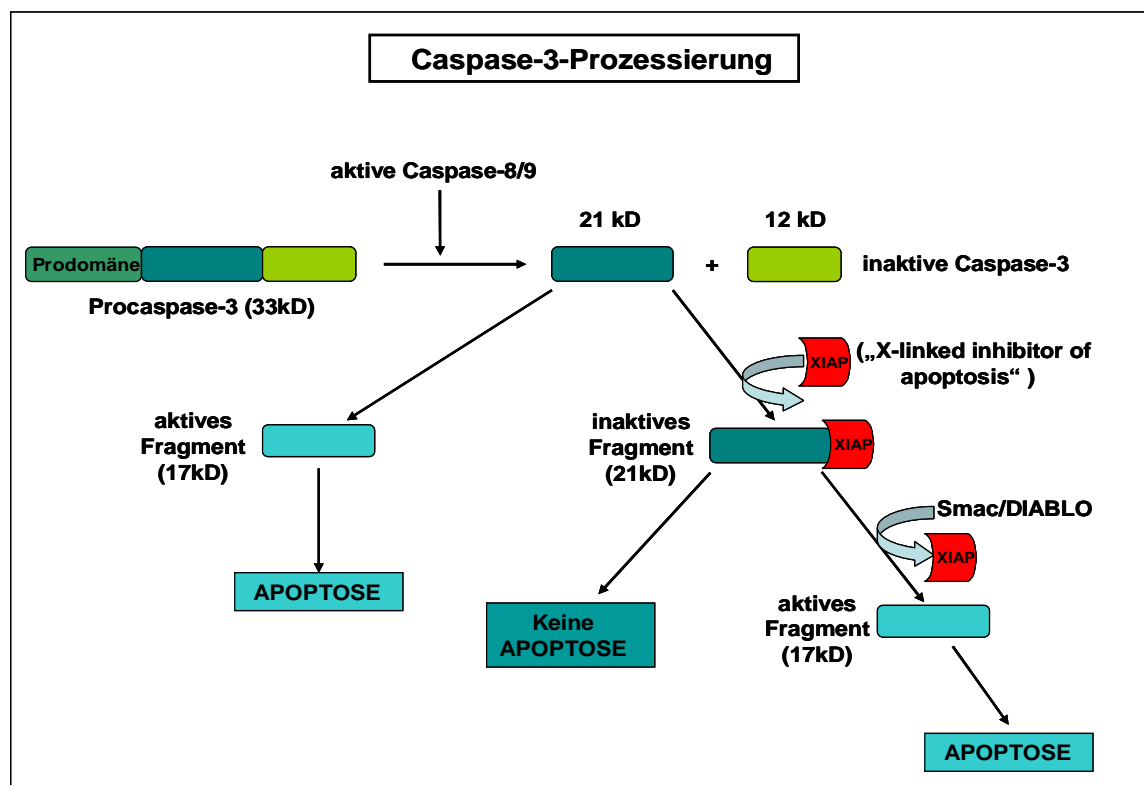 Caspase-3-Prozessierung
aktive Caspase-8/9
21 kD
12 kD
Prodomäne
+
inaktive Caspase-3
Procaspase-3 (33kD)
XIAP
(„X-linked inhibitor of
apoptosis“ )
aktives
Fragment
(17kD)
inaktives
Fragment
(21kD)
XIAP
Smac/DIABLO
XIAP
APOPTOSE
Keine
APOPTOSE
aktives
Fragment
(17kD)
APOPTOSE